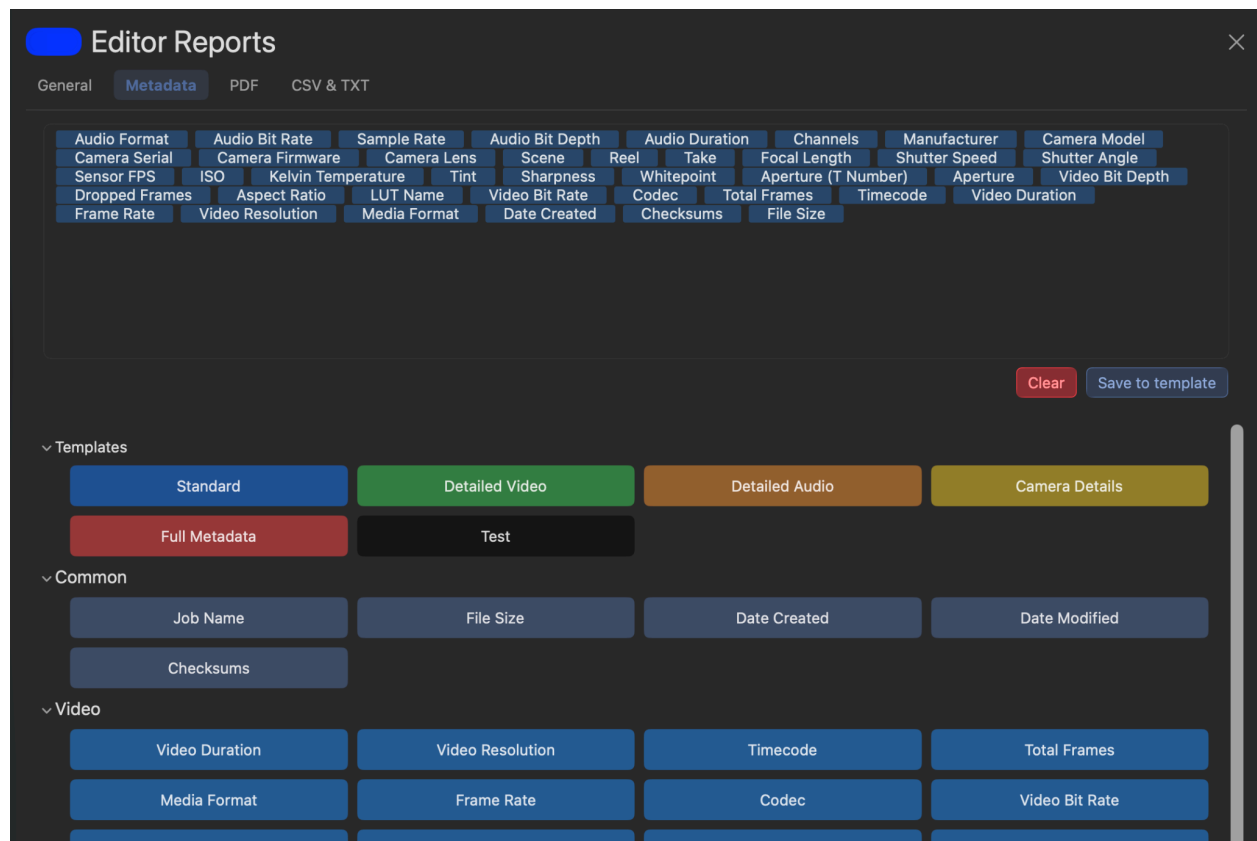 Editor Reports
General Metadata PDF CSV & TXT
Audio Format Audio Bit Rate Sample Rate Audio Bit Depth Audio Duration Channels Manufacturer Camera Model
Camera Serial Camera Firmware Camera Lens Scene Reel Take Focal Length Shutter Speed Shutter Angle
Sensor FPS ISO Kelvin Temperature Tint Sharpness Whitepoint Aperture (T Number) Aperture Video Bit Depth
Dropped Frames Aspect Ratio LUT Name Video Bit Rate Codec Total Frames Timecode Video Duration
Frame Rate Video Resolution Media Format Date Created Checksums File Size
Clear Save to template
Templates
Standard Detailed Video Detailed Audio Camera Details
Full Metadata Test
Common
Job Name File Size Date Created Date Modified
Checksums
Video
Video Duration Video Resolution Timecode Total Frames
Media Format Frame Rate Codec Video Bit Rate